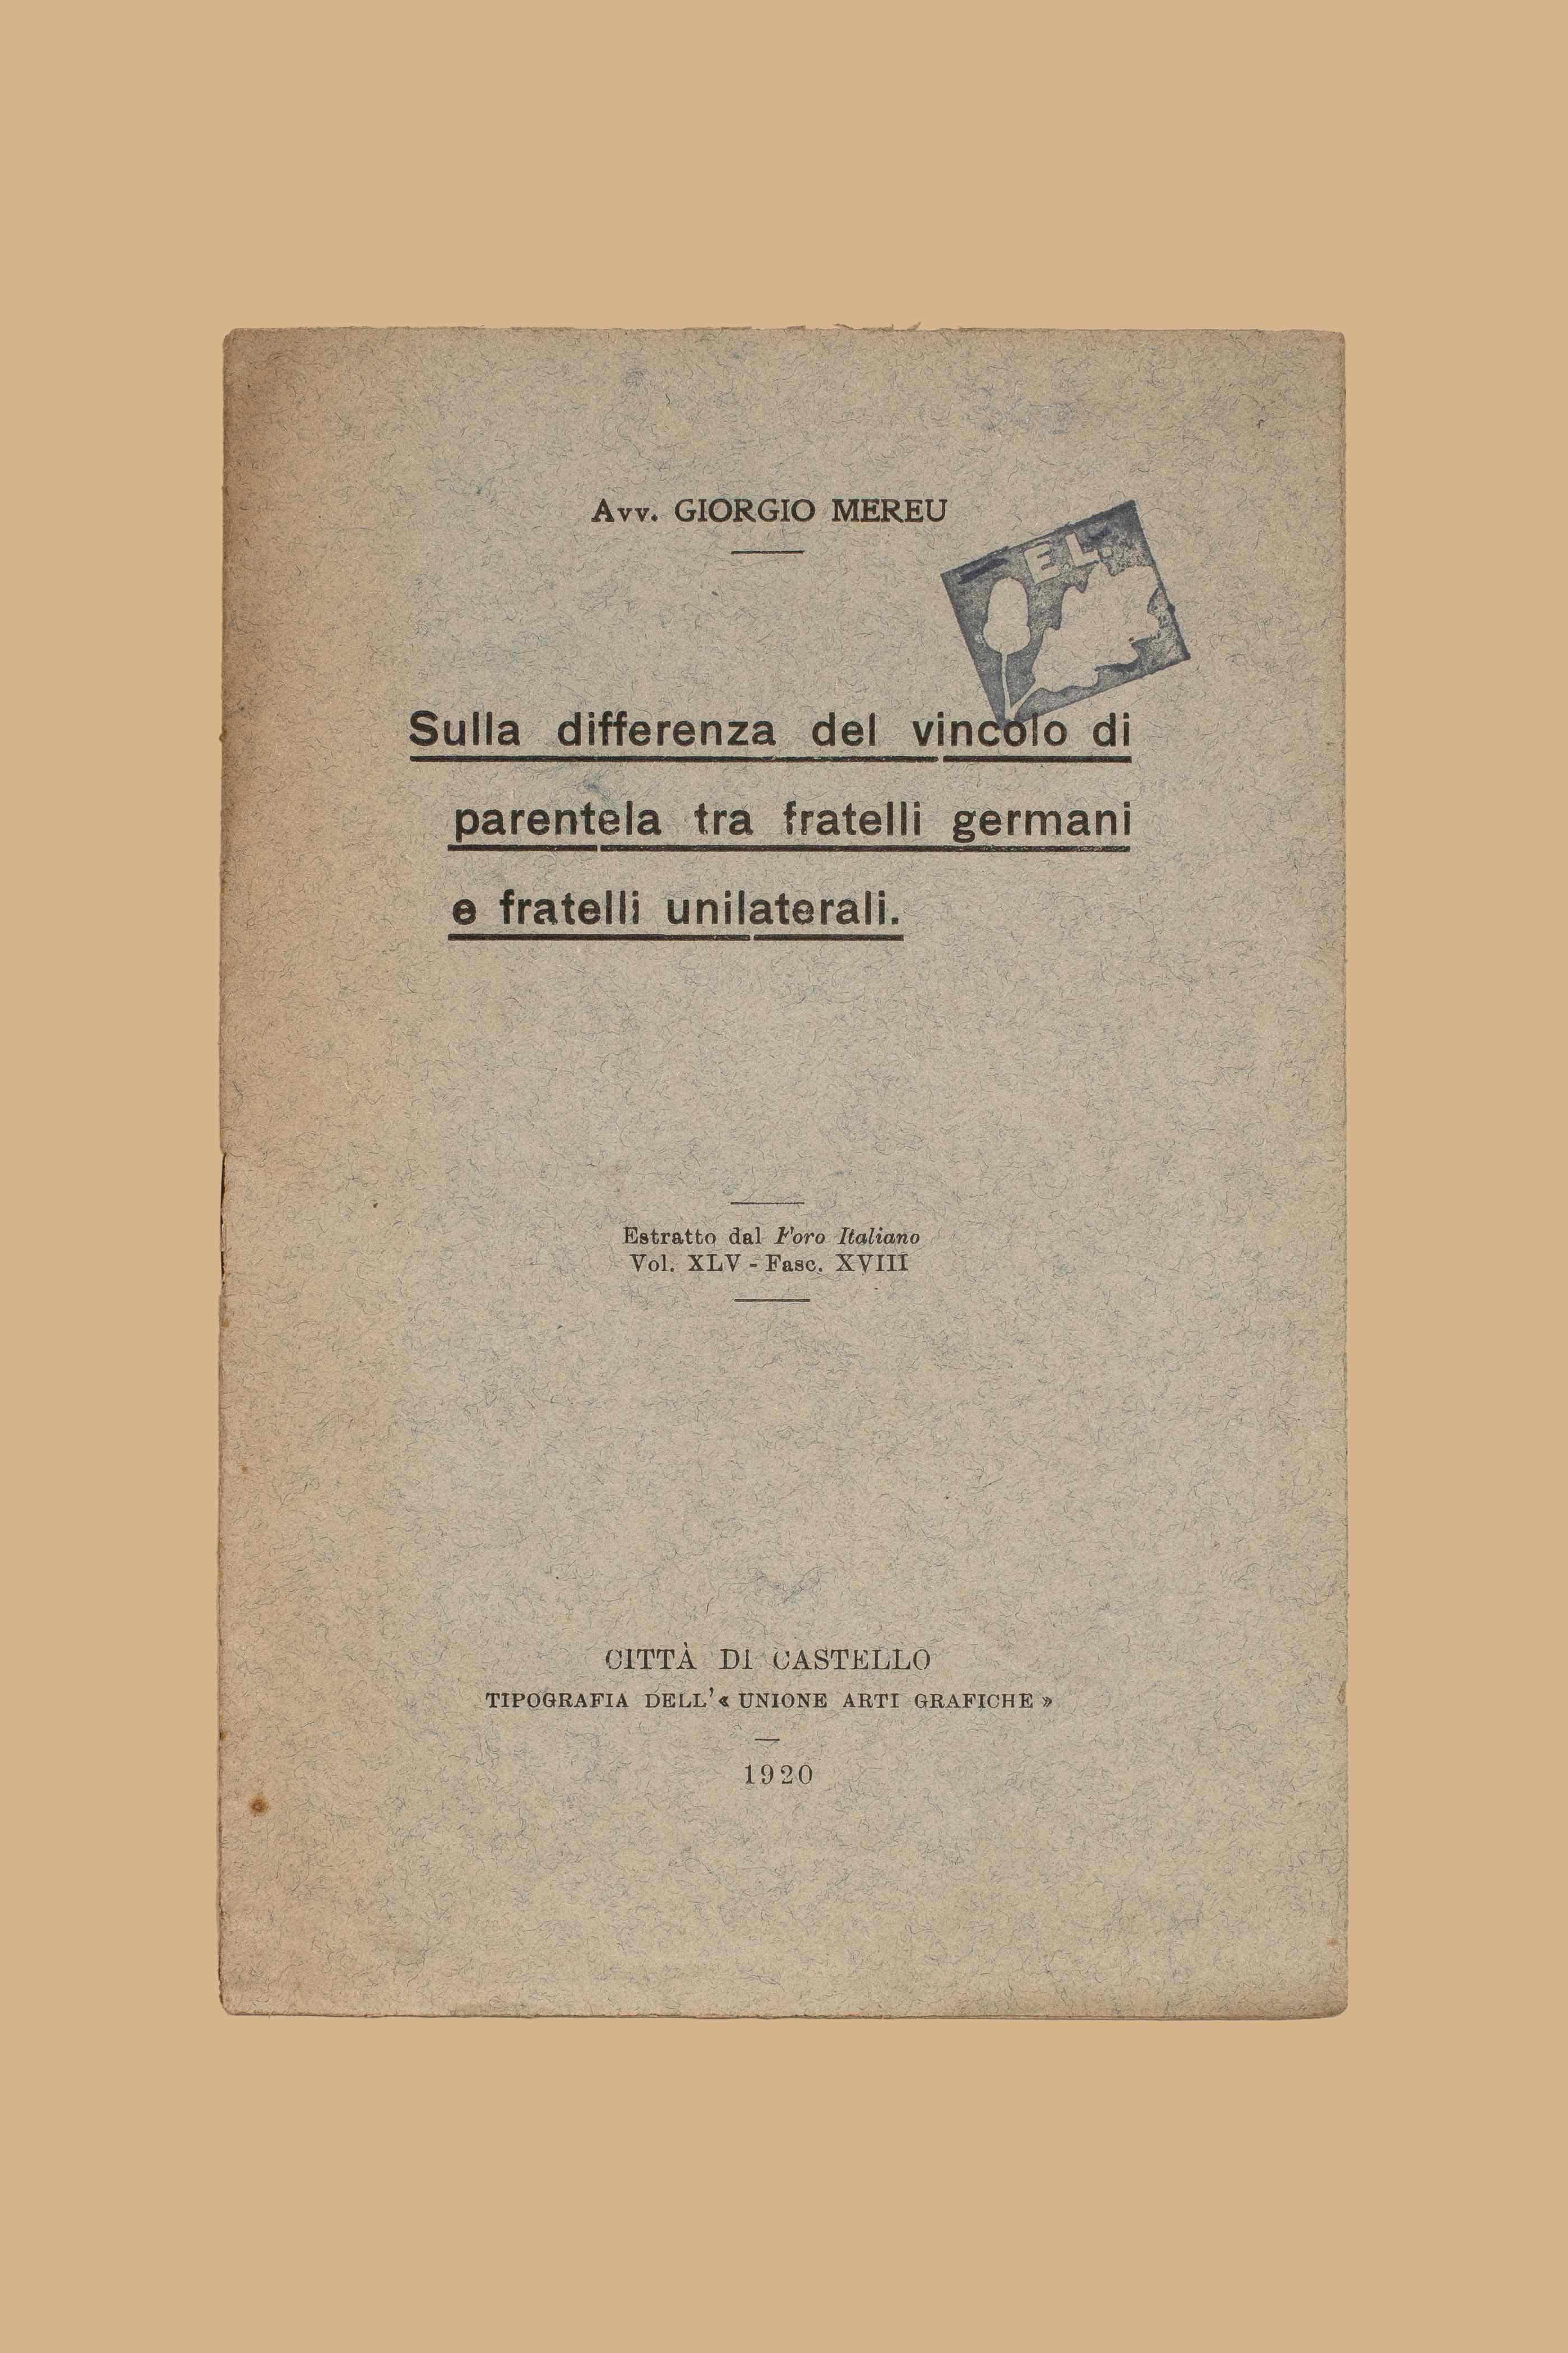 Avv. GIORGIO MEREU
EL.
Sulla differenza del vincolo di
parentela tra fratelli germani
e fratelli unilaterali.
Estratto dal Foro Italiano
Vol. XLV - Fasc. XVIII
CITTÀ DI CASTELLO
TIPOGRAFIA DELL'« UNIONE ARTI GRAFICHE »
1920